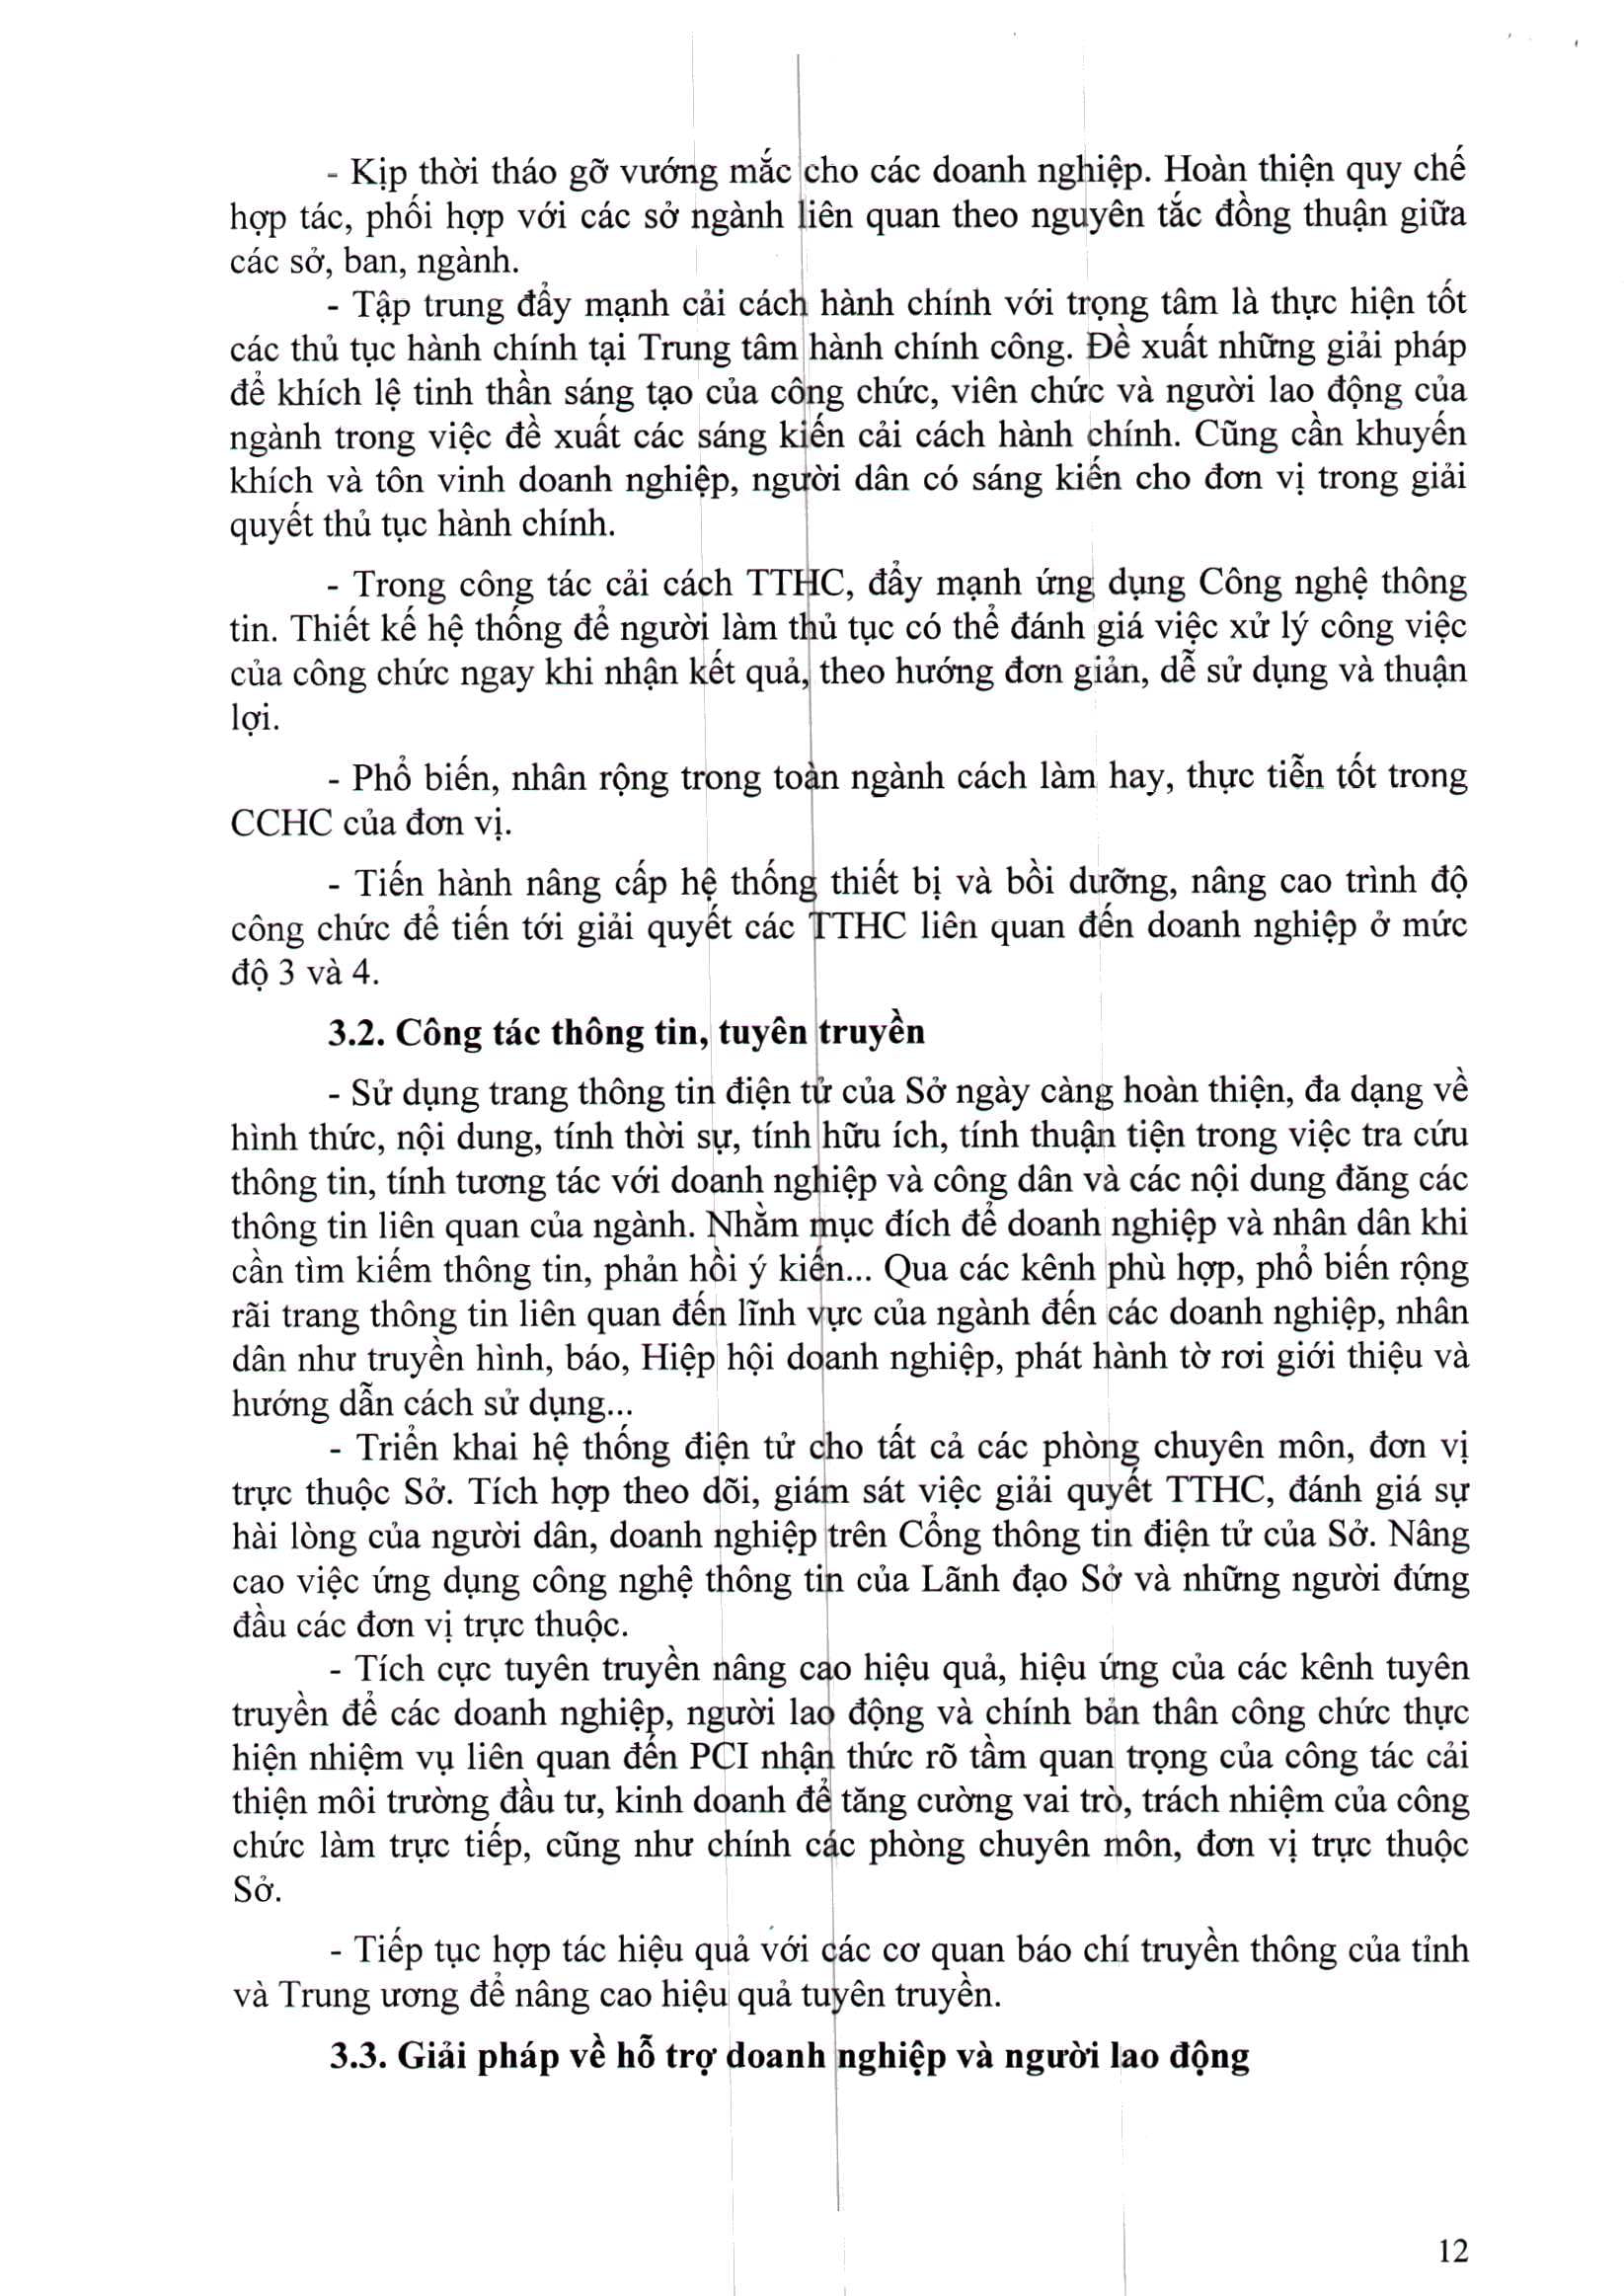 - Kịp thời tháo gỡ vướng mắc cho các doanh nghiệp. Hoàn thiện quy chế
hợp tác, phối hợp với các sở ngành liên quan theo nguyên tắc đồng thuận giữa
các sở, ban, ngành.
- Tập trung đẩy mạnh cải cách hành chính với trọng tâm là thực hiện tốt
các thủ tục hành chính tại Trung tâm hành chính công. Đề xuất những giải pháp
để khích lệ tinh thần sáng tạo của công chức, viên chức và người lao động của
ngành trong việc đề xuất các sáng kiến cải cách hành chính. Cũng cần khuyến
khích và tôn vinh doanh nghiệp, người dân có sáng kiến cho đơn vị trong giải
quyết thủ tục hành chính.
- Trong công tác cải cách TTHC, đẩy mạnh ứng dụng Công nghệ thông
tin. Thiết kế hệ thống để người làm thủ tục có thể đánh giá việc xử lý công việc
của công chức ngay khi nhận kết quả, theo hướng đơn giản, dễ sử dụng và thuận
lợi.
- Phổ biến, nhân rộng trong toàn ngành cách làm hay, thực tiễn tốt trong
CCHC của đơn vị.
- Tiến hành nâng cấp hệ thống thiết bị và bồi dưỡng, nâng cao trình độ
công chức để tiến tới giải quyết các TTHC liên quan đến doanh nghiệp ở mức
độ 3 và 4.
3.2. Công tác thông tin, tuyên truyền
- Sử dụng trang thông tin điện tử của Sở ngày càng hoàn thiện, đa dạng về
hình thức, nội dung, tính thời sự, tính hữu ích, tính thuận tiện trong việc tra cứu
thông tin, tính tương tác với doanh nghiệp và công dân và các nội dung đăng các
thông tin liên quan của ngành. Nhằm mục đích để doanh nghiệp và nhân dân khi
cần tìm kiếm thông tin, phản hồi ý kiến... Qua các kênh phù hợp, phổ biến rộng
rãi trang thông tin liên quan đến lĩnh vực của ngành đến các doanh nghiệp, nhân
dân như truyền hình, báo, Hiệp hội doanh nghiệp, phát hành tờ rơi giới thiệu và
hướng dẫn cách sử dụng...
- Triển khai hệ thống điện tử cho tất cả các phòng chuyên môn, đơn vị
trực thuộc Sở. Tích hợp theo dõi, giám sát việc giải quyết TTHC, đánh giá sự
hài lòng của người dân, doanh nghiệp trên Cổng thông tin điện tử của Sở. Nâng
cao việc ứng dụng công nghệ thông tin của Lãnh đạo Sở và những người đứng
đầu các đơn vị trực thuộc.
- Tích cực tuyên truyền nâng cao hiệu quả, hiệu ứng của các kênh tuyên
truyền để các doanh nghiệp, người lao động và chính bản thân công chức thực
hiện nhiệm vụ liên quan đến PCI nhận thức rõ tầm quan trọng của công tác cải
thiện môi trường đầu tư, kinh doanh để tăng cường vai trò, trách nhiệm của công
chức làm trực tiếp, cũng như chính các phòng chuyên môn, đơn vị trực thuộc
Sở.
- Tiếp tục hợp tác hiệu quả với các cơ quan báo chí truyền thông của tỉnh
và Trung ương để nâng cao hiệu quả tuyên truyền.
3.3. Giải pháp về hỗ trợ doanh nghiệp và người lao động
12